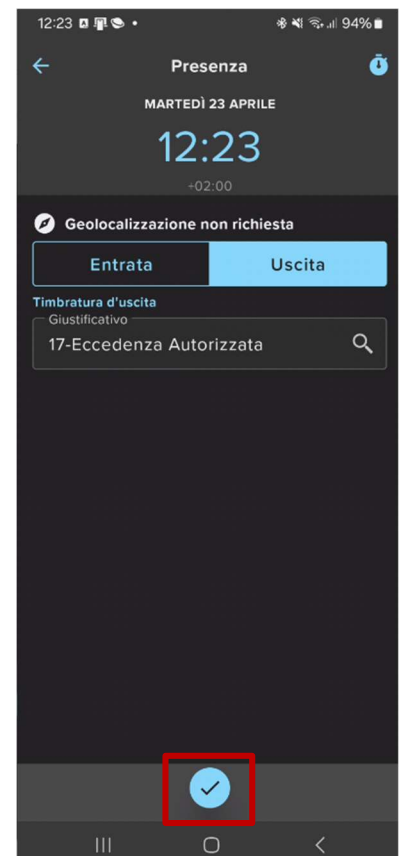 12:23 94%
Presenza
MARTEDÌ 23 APRILE
12:23
+02:00
Geolocalizzazione non richiesta
Entrata Uscita
Timbratura d'uscita
Giustificativo
17-Eccedenza Autorizzata